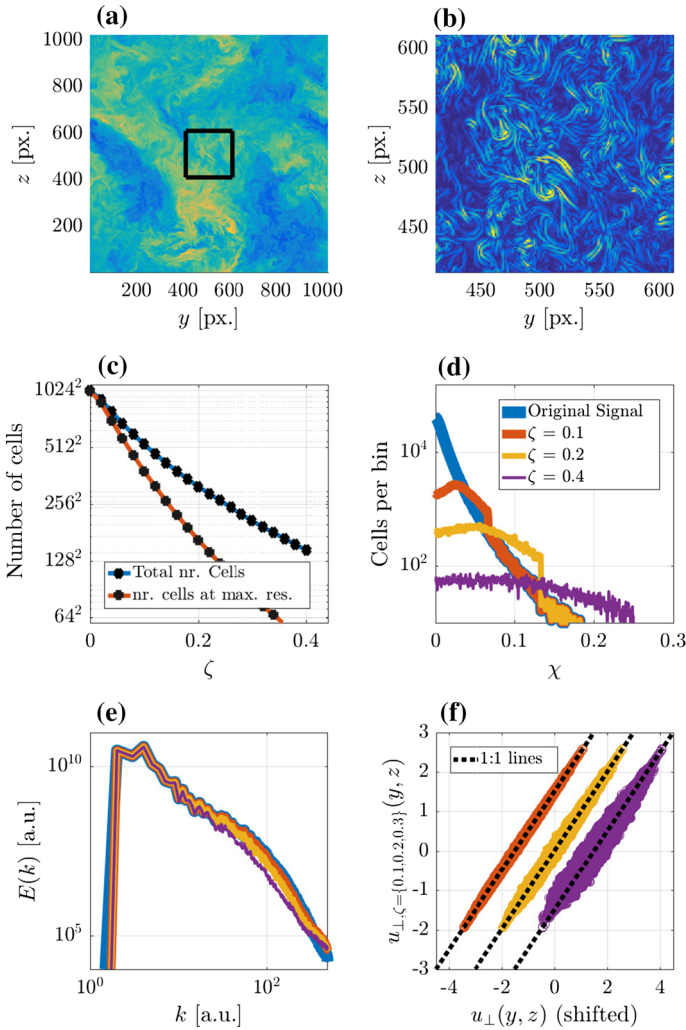 (a)
1000
800
600
400
200
z [px.]
200 400 600 800 1000
y [px.]
(b)
600
550
500
450
z [px.]
450 500 550 600
y [px.]
(c)
1024²
512²
256²
128²
64²
Number of cells
Total nr. Cells
nr. cells at max. res.
0 0.2 0.4
ζ
(d)
10⁴
10²
Cells per bin
Original Signal
ζ = 0.1
ζ = 0.2
ζ = 0.4
0 0.1 0.2 0.3
χ
(e)
10¹⁰
10⁵
E(k) [a.u.]
10⁰ 10²
k [a.u.]
(f)
3
2
1
0
-1
-2
-3
u⊥,ζ={0.1,0.2,0.3}(y, z)
1:1 lines
-4 -2 0 2 4
u⊥(y, z) (shifted)